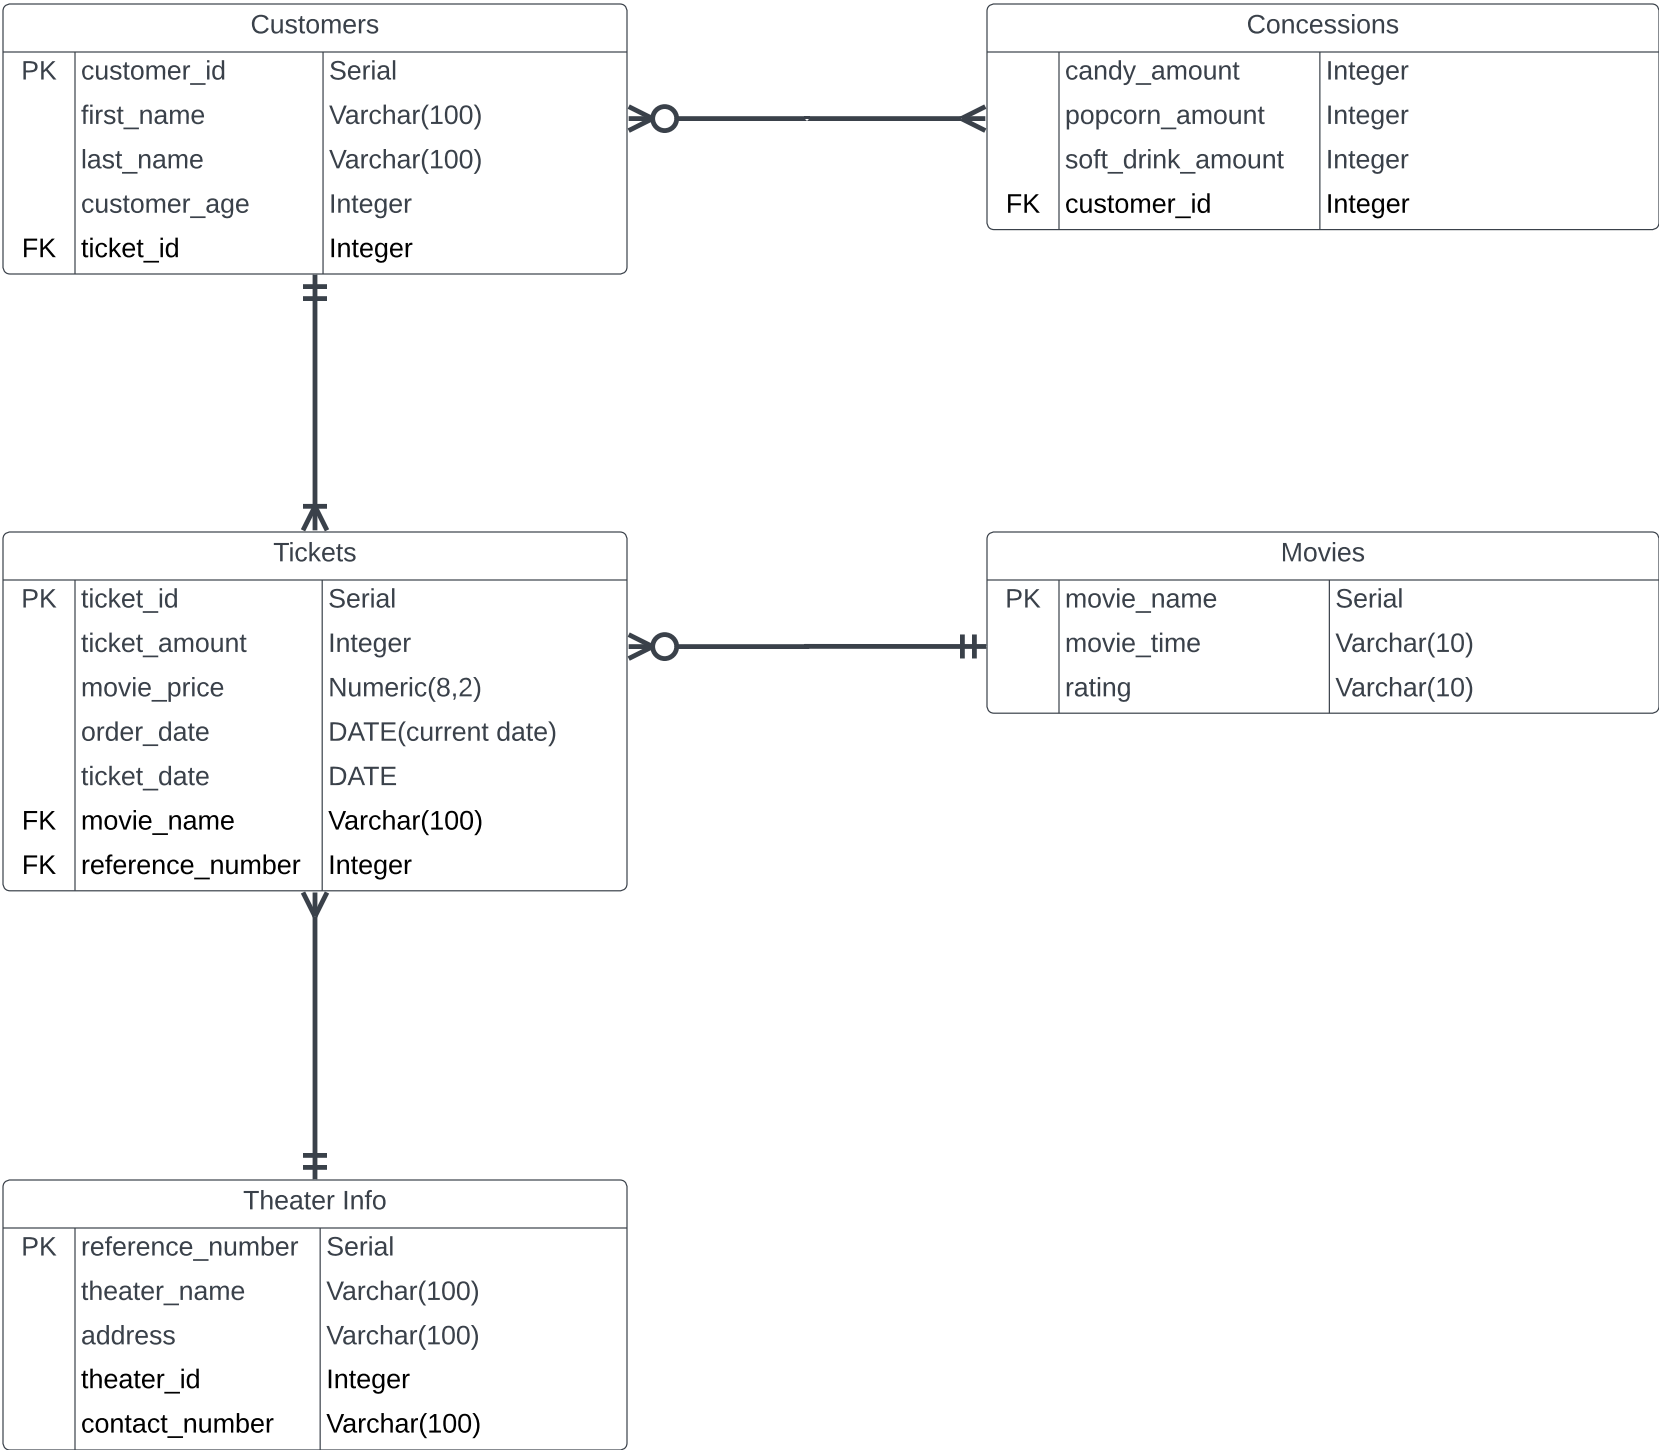 Customers
PK customer_id Serial
first_name Varchar(100)
last_name Varchar(100)
customer_age Integer
FK ticket_id Integer
Concessions
candy_amount Integer
popcorn_amount Integer
soft_drink_amount Integer
FK customer_id Integer
Tickets
PK ticket_id Serial
ticket_amount Integer
movie_price Numeric(8,2)
order_date DATE(current date)
ticket_date DATE
FK movie_name Varchar(100)
FK reference_number Integer
Movies
PK movie_name Serial
movie_time Varchar(10)
rating Varchar(10)
Theater Info
PK reference_number Serial
theater_name Varchar(100)
address Varchar(100)
theater_id Integer
contact_number Varchar(100)